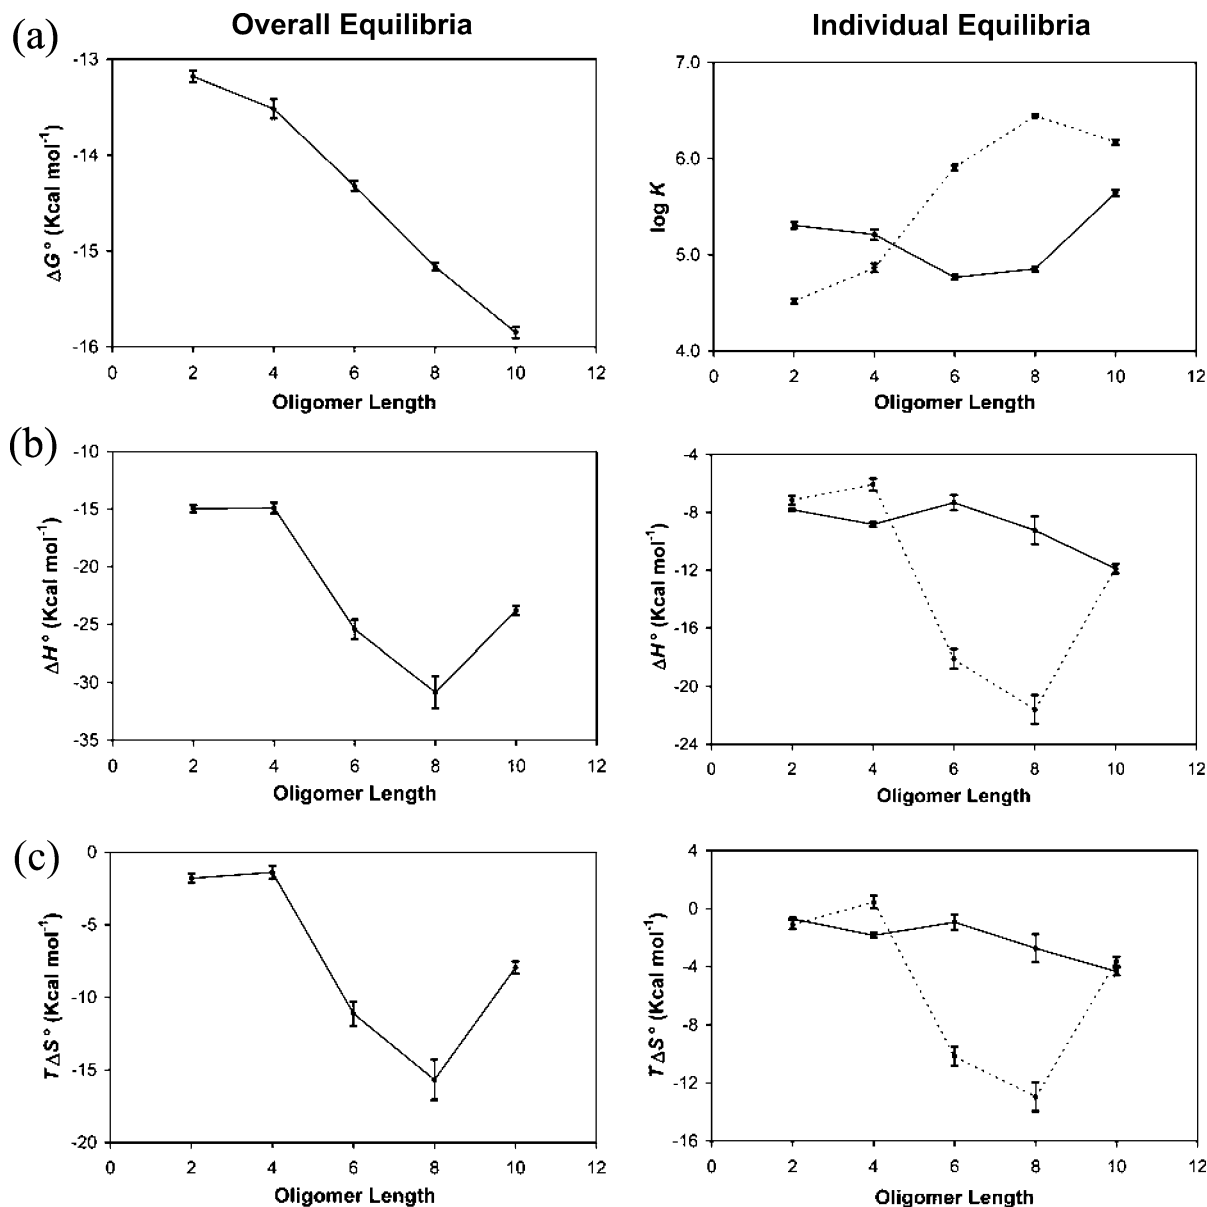 (a)
Overall Equilibria
Individual Equilibria
-13
-14
-15
-16
ΔG° (Kcal mol-1)
0 2 4 6 8 10 12
Oligomer Length
7.0
6.0
5.0
4.0
log K
0 2 4 6 8 10 12
Oligomer Length
(b)
-10
-15
-20
-25
-30
-35
ΔH° (Kcal mol-1)
0 2 4 6 8 10 12
Oligomer Length
-4
-8
-12
-16
-20
-24
ΔH° (Kcal mol-1)
0 2 4 6 8 10 12
Oligomer Length
(c)
0
-5
-10
-15
-20
TΔS° (Kcal mol-1)
0 2 4 6 8 10 12
Oligomer Length
4
0
-4
-8
-12
-16
TΔS° (Kcal mol-1)
0 2 4 6 8 10 12
Oligomer Length